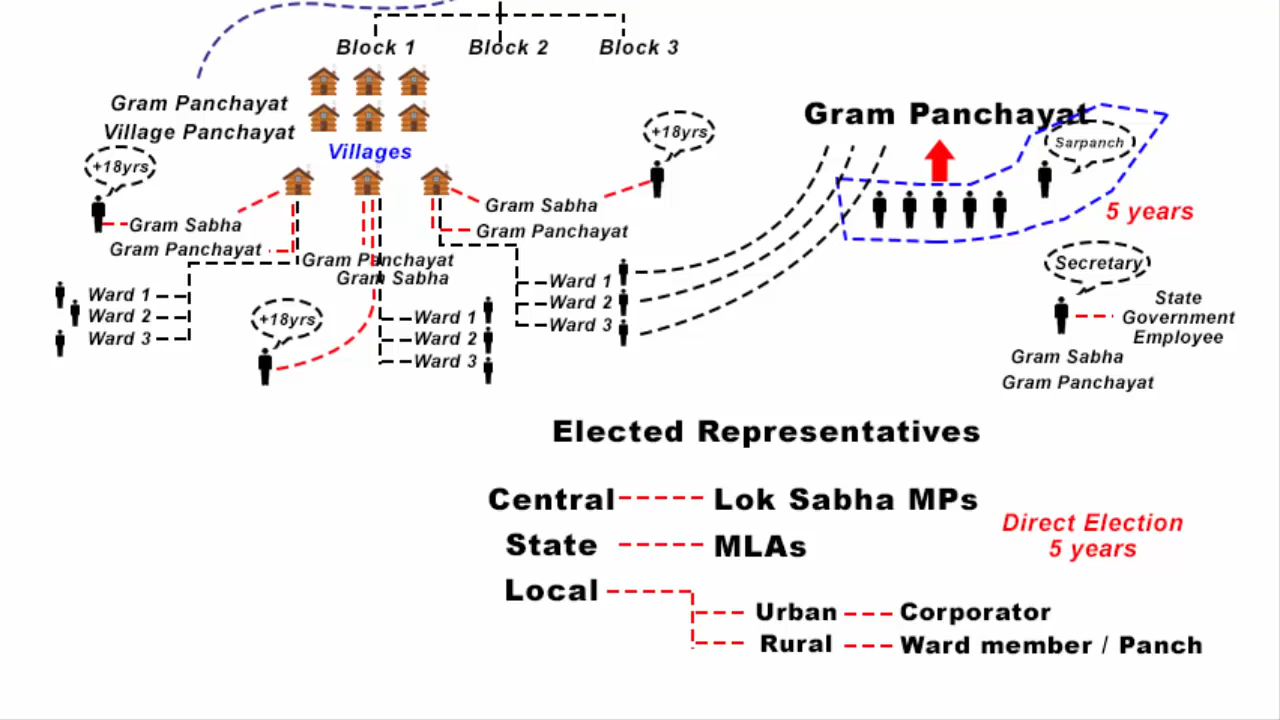 Block 1
Block 2
Block 3
Gram Panchayat
Village Panchayat
Villages
+18yrs
Gram Sabha
Gram Panchayat
Ward 1
Ward 2
Ward 3
Gram Panchayat
Gram Sabha
+18yrs
Ward 1
Ward 2
Ward 3
+18yrs
Gram Sabha
Gram Panchayat
Ward 1
Ward 2
Ward 3
Gram Panchayat
Sarpanch
5 years
Secretary
State
Government
Employee
Gram Sabha
Gram Panchayat
Elected Representatives
Central Lok Sabha MPs
State MLAs
Direct Election
5 years
Local
Urban Corporator
Rural Ward member / Panch